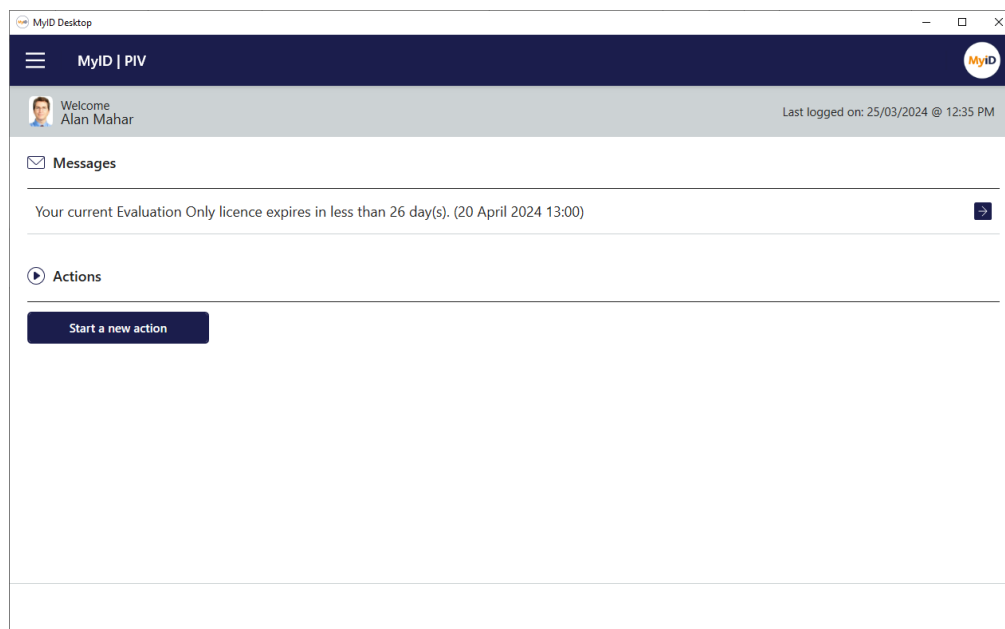 MyID MyID Desktop
MyID | PIV
MyiD
Welcome
Alan Mahar
Last logged on: 25/03/2024 @ 12:35 PM
Messages
Your current Evaluation Only licence expires in less than 26 day(s). (20 April 2024 13:00)
Actions
Start a new action